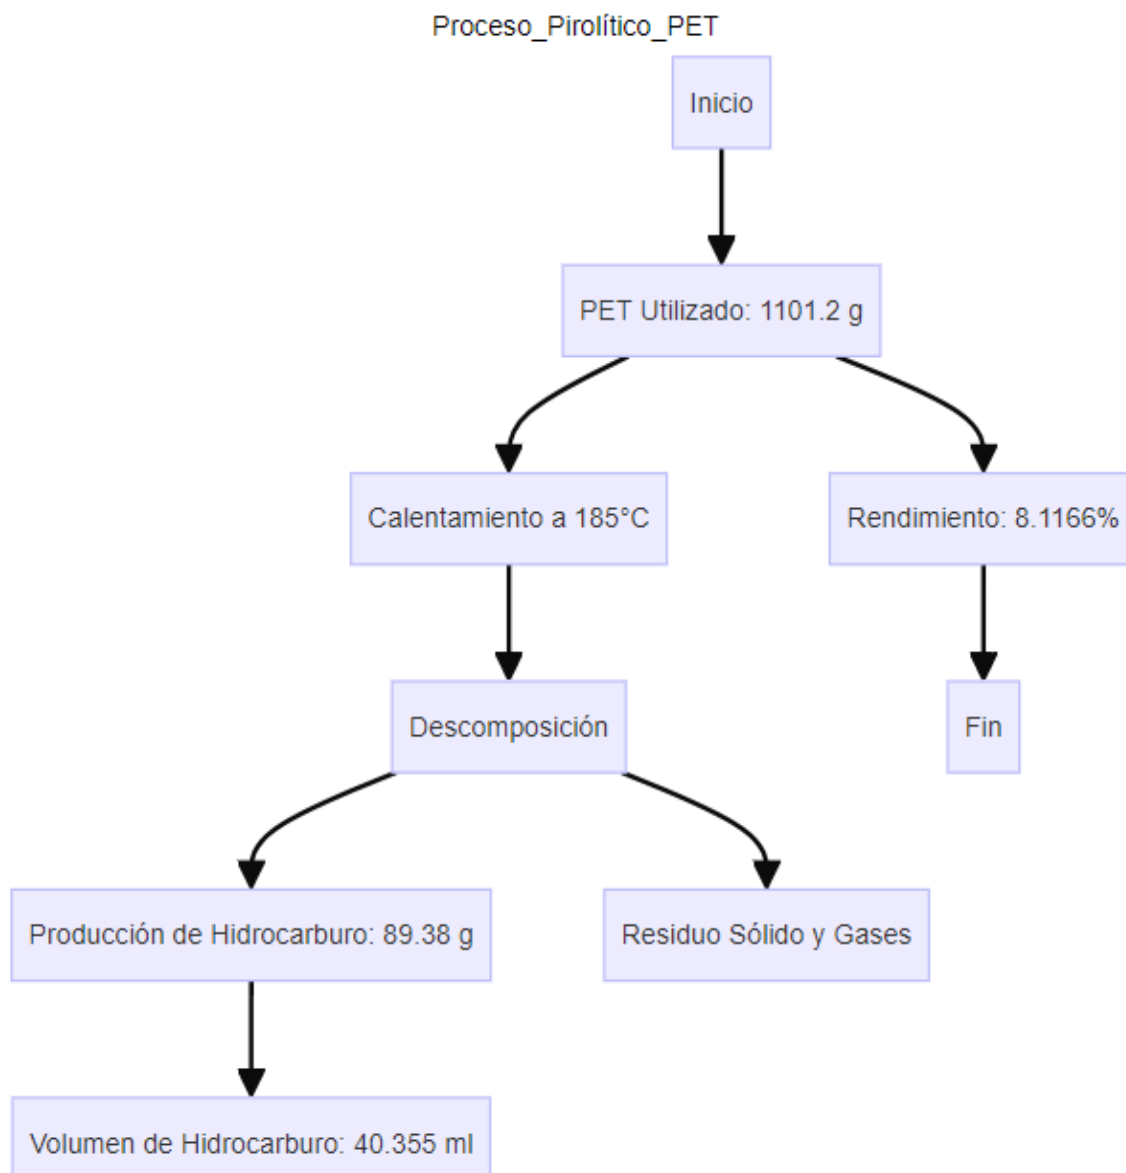 Proceso_Pirolítico_PET
Inicio
PET Utilizado: 1101.2 g
Calentamiento a 185°C
Rendimiento: 8.1166%
Descomposición
Fin
Producción de Hidrocarburo: 89.38 g
Residuo Sólido y Gases
Volumen de Hidrocarburo: 40.355 ml